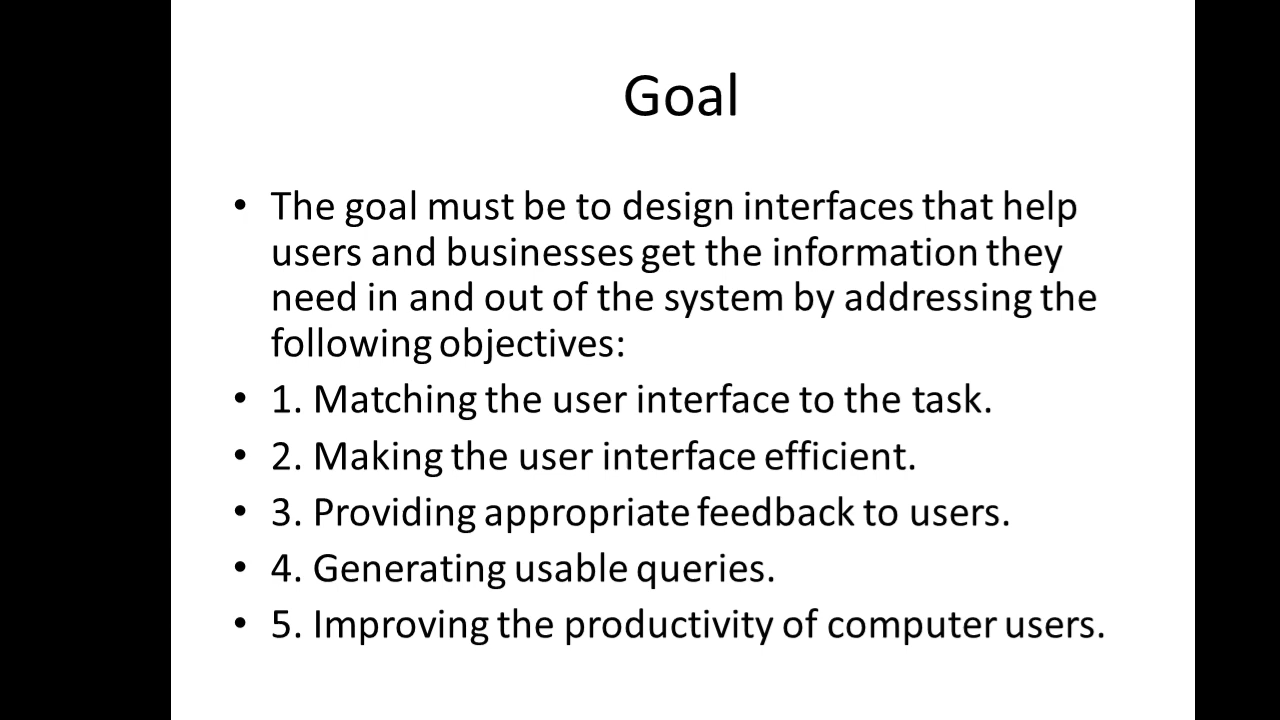 Goal
• The goal must be to design interfaces that help
users and businesses get the information they
need in and out of the system by addressing the
following objectives:
• 1. Matching the user interface to the task.
• 2. Making the user interface efficient.
• 3. Providing appropriate feedback to users.
• 4. Generating usable queries.
• 5. Improving the productivity of computer users.